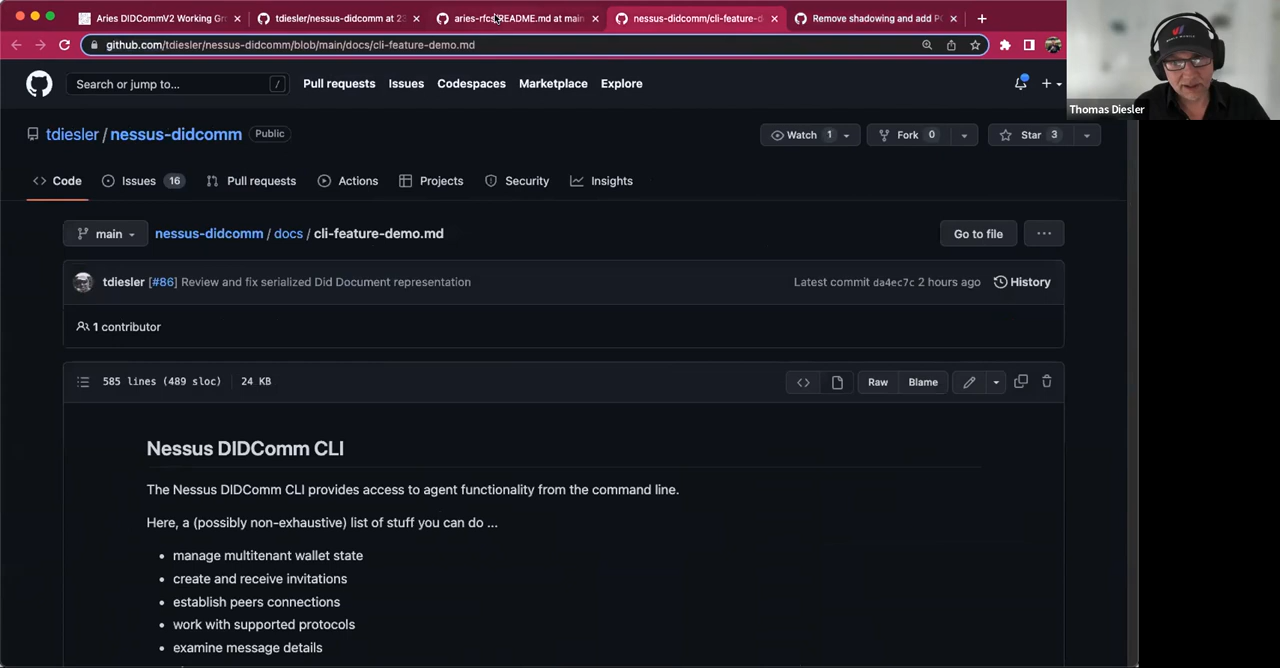 Aries DIDCommV2 Working Gr
tdiesler/nessus-didcomm at 23
aries-rfcs/README.md at main
nessus-didcomm/cli-feature-d
Remove shadowing and add P
github.com/tdiesler/nessus-didcomm/blob/main/docs/cli-feature-demo.md
Search or jump to... /
Pull requests
Issues
Codespaces
Marketplace
Explore
Thomas Diesler
tdiesler / nessus-didcomm Public
Watch 1
Fork 0
Star 3
Code
Issues 16
Pull requests
Actions
Projects
Security
Insights
main
nessus-didcomm / docs / cli-feature-demo.md
Go to file
...
tdiesler [#86] Review and fix serialized Did Document representation
Latest commit da4ec7c 2 hours ago
History
1 contributor
585 lines (489 sloc) 24 KB
Raw
Blame
Nessus DIDComm CLI
The Nessus DIDComm CLI provides access to agent functionality from the command line.
Here, a (possibly non-exhaustive) list of stuff you can do ...
• manage multitenant wallet state
• create and receive invitations
• establish peers connections
• work with supported protocols
• examine message details